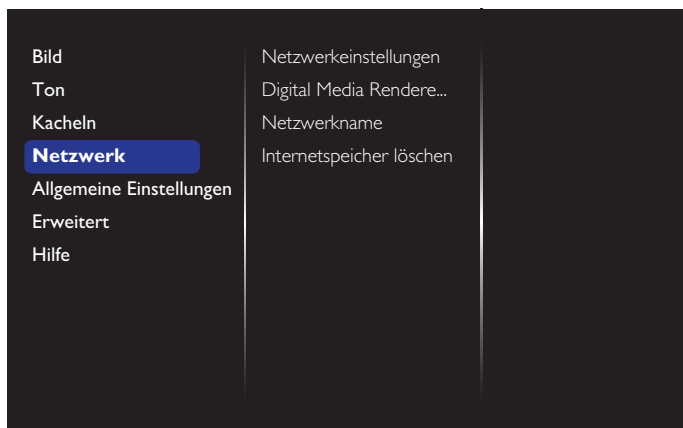 Bild
Ton
Kacheln
Netzwerk
Allgemeine Einstellungen
Erweitert
Hilfe
Netzwerkeinstellungen
Digital Media Rendere...
Netzwerkname
Internetspeicher löschen